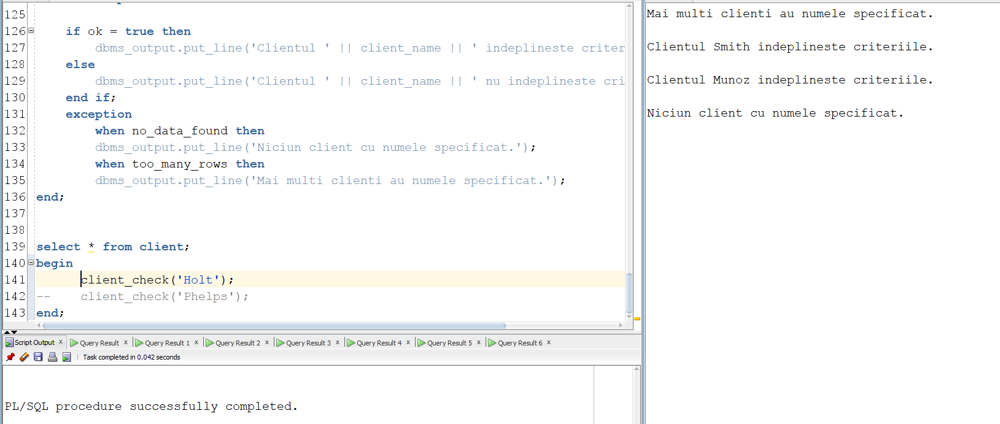 125
126 if ok = true then
127 dbms_output.put_line('Clientul ' || client_name || ' indeplineste criter
128 else
129 dbms_output.put_line('Clientul ' || client_name || ' nu indeplineste cri
130 end if;
131 exception
132 when no_data_found then
133 dbms_output.put_line('Niciun client cu numele specificat.');
134 when too_many_rows then
135 dbms_output.put_line('Mai multi clienti au numele specificat.');
136 end;
137
138
139 select * from client;
140 begin
141 client_check('Holt');
142 -- client_check('Phelps');
143 end;
Script Output x Query Result x Query Result 1 x Query Result 2 x Query Result 3 x Query Result 4 x Query Result 5 x Query Result 6 x
Task completed in 0.042 seconds
PL/SQL procedure successfully completed.
Mai multi clienti au numele specificat.
Clientul Smith indeplineste criteriile.
Clientul Munoz indeplineste criteriile.
Niciun client cu numele specificat.